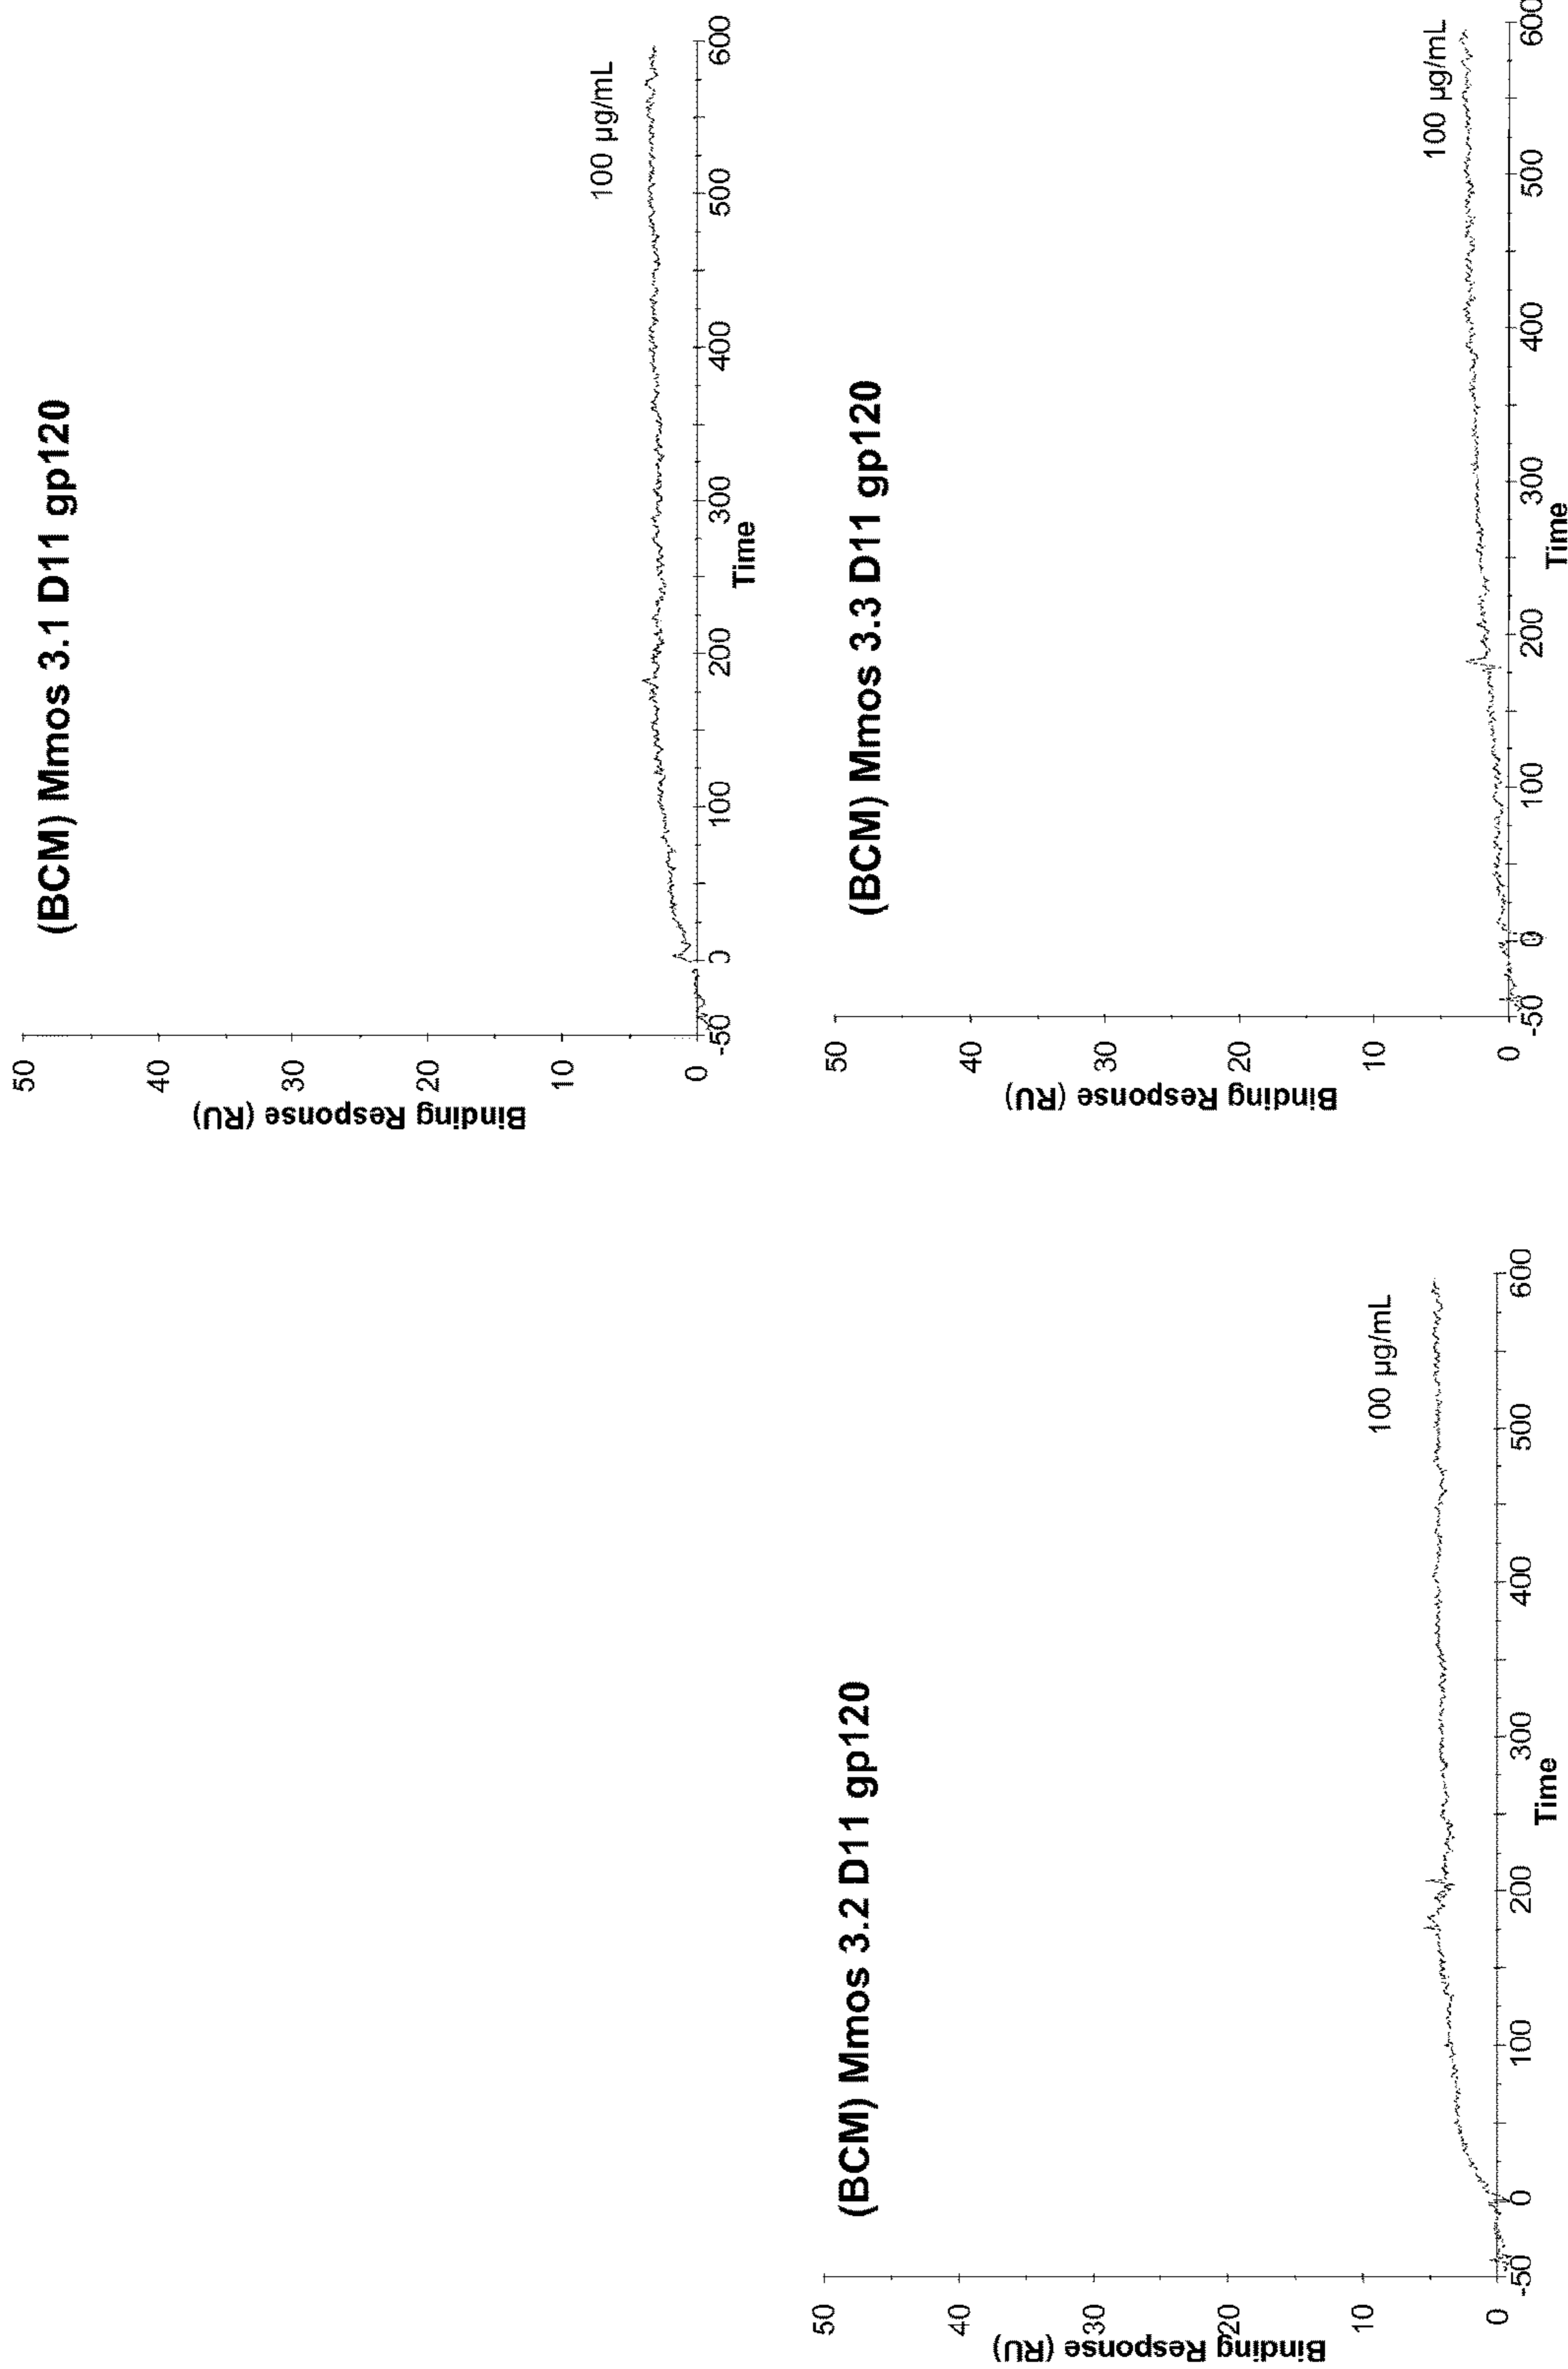 (BCM) Mmos 3.1 D11 gp120
50
40
30
20
10
0
Binding Response (RU)
-50 0 100 200 300 400 500 600
Time
100 µg/mL
(BCM) Mmos 3.2 D11 gp120
50
40
30
20
10
0
Binding Response (RU)
-50 0 100 200 300 400 500 600
Time
100 µg/mL
(BCM) Mmos 3.3 D11 gp120
50
40
30
20
10
0
Binding Response (RU)
-50 0 100 200 300 400 500 600
Time
100 µg/mL